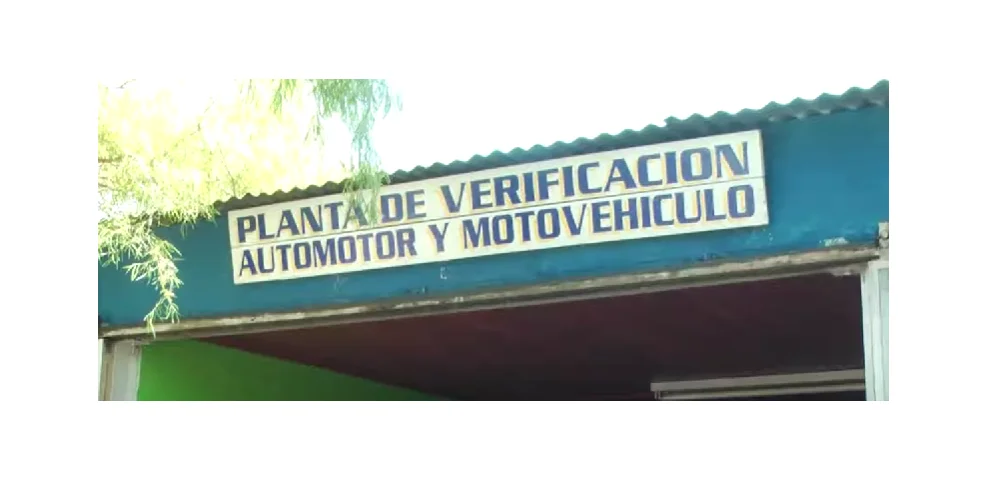 PLANTA DE VERIFICACION
AUTOMOTOR Y MOTOVEHICULO